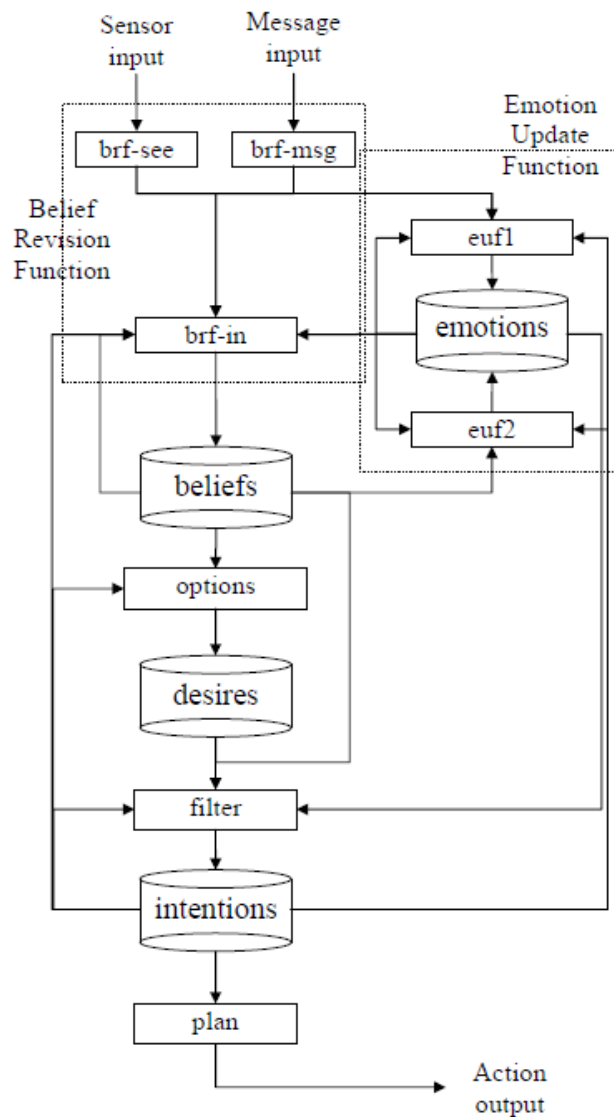 Sensor
input
Message
input
Emotion
Update
Function
brf-see
brf-msg
Belief
Revision
Function
euf1
emotions
brf-in
euf2
beliefs
options
desires
filter
intentions
plan
Action
output